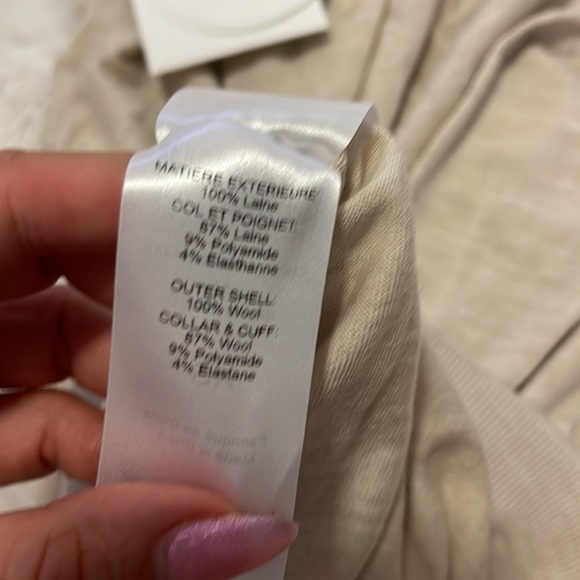 MATIERE EXTERIEURE:
100% Laine
COL ET POIGNET:
87% Laine
9% Polyamide
4% Elasthanne
OUTER SHELL:
100% Wool
COLLAR & CUFF:
87% Wool
9% Polyamide
4% Elastane